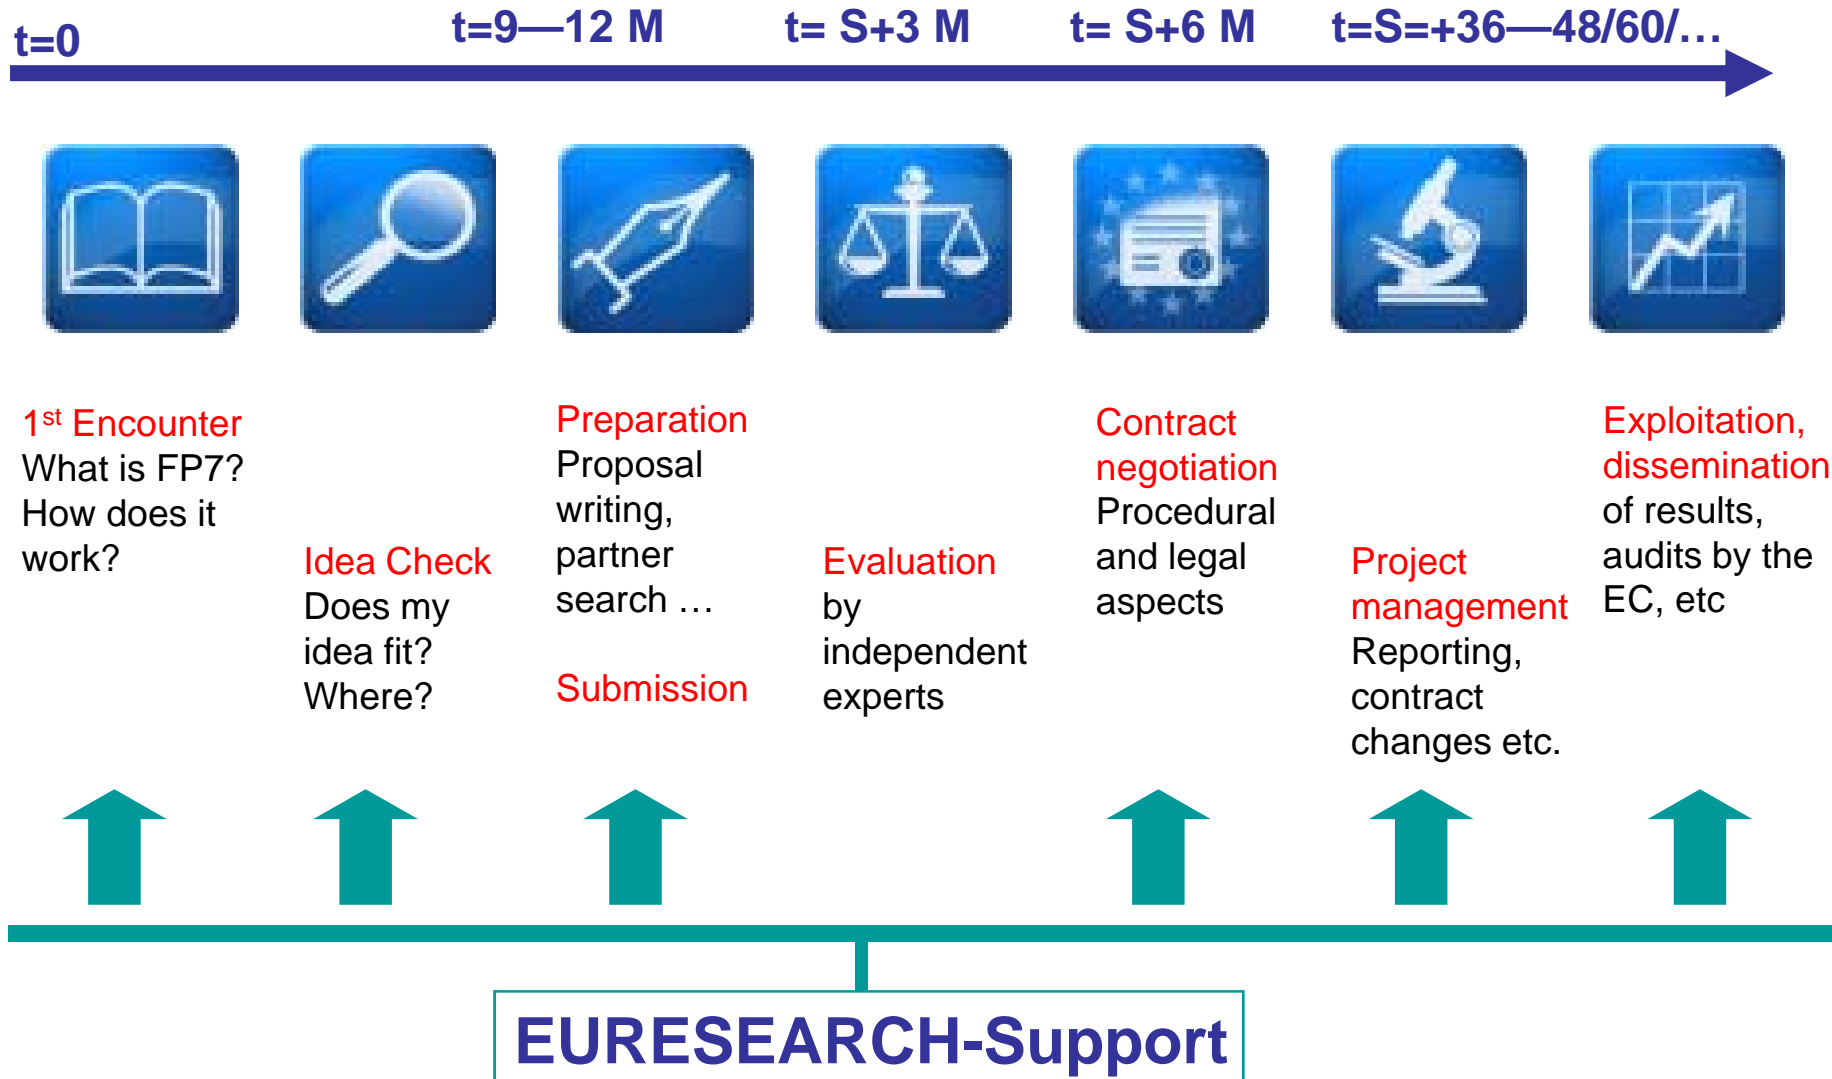 t=0
t=9—12 M
t= S+3 M
t= S+6 M
t=S=+36—48/60/…
1st Encounter
What is FP7?
How does it
work?
Idea Check
Does my
idea fit?
Where?
Preparation
Proposal
writing,
partner
search …
Submission
Evaluation
by
independent
experts
Contract
negotiation
Procedural
and legal
aspects
Project
management
Reporting,
contract
changes etc.
Exploitation,
dissemination
of results,
audits by the
EC, etc
EURESEARCH-Support